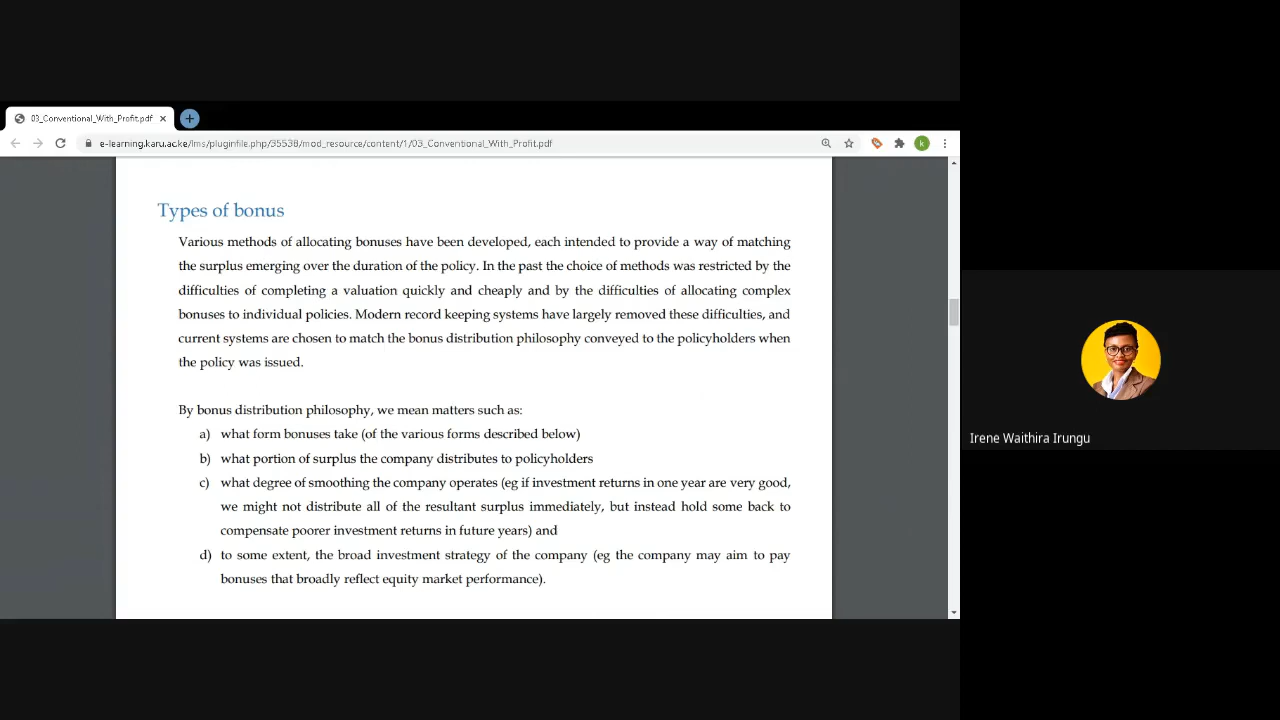 03_Conventional_With_Profit.pdf
e-learning.karu.ac.ke/lms/pluginfile.php/35538/mod_resource/content/1/03_Conventional_With_Profit.pdf
k
Types of bonus
Various methods of allocating bonuses have been developed, each intended to provide a way of matching
the surplus emerging over the duration of the policy. In the past the choice of methods was restricted by the
difficulties of completing a valuation quickly and cheaply and by the difficulties of allocating complex
bonuses to individual policies. Modern record keeping systems have largely removed these difficulties, and
current systems are chosen to match the bonus distribution philosophy conveyed to the policyholders when
the policy was issued.
By bonus distribution philosophy, we mean matters such as:
a) what form bonuses take (of the various forms described below)
b) what portion of surplus the company distributes to policyholders
c) what degree of smoothing the company operates (eg if investment returns in one year are very good,
we might not distribute all of the resultant surplus immediately, but instead hold some back to
compensate poorer investment returns in future years) and
d) to some extent, the broad investment strategy of the company (eg the company may aim to pay
bonuses that broadly reflect equity market performance).
Irene Waithira Irungu